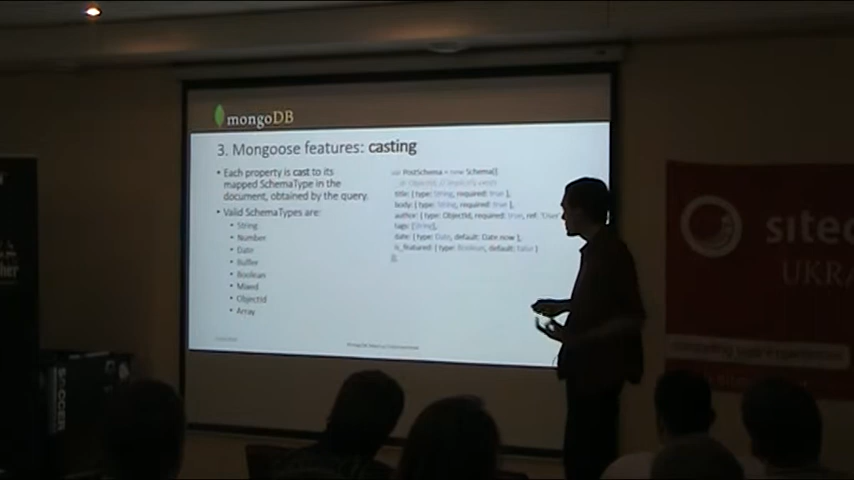 mongoDB
3. Mongoose features: casting
• Each property is cast to its
mapped SchemaType in the
document, obtained by the query.
• Valid SchemaTypes are:
• String
• Number
• Date
• Buffer
• Boolean
• Mixed
• ObjectId
• Array
var PostSchema = new Schema({
title: { type: String, required: true },
body: { type: String, required: true },
author: { type: ObjectId, required: true, ref: 'User'
tags: [String],
date: { type: Date, default: Date.now },
is_featured: { type: Boolean, default: false }
});
sitec
UKRA
SOCCER